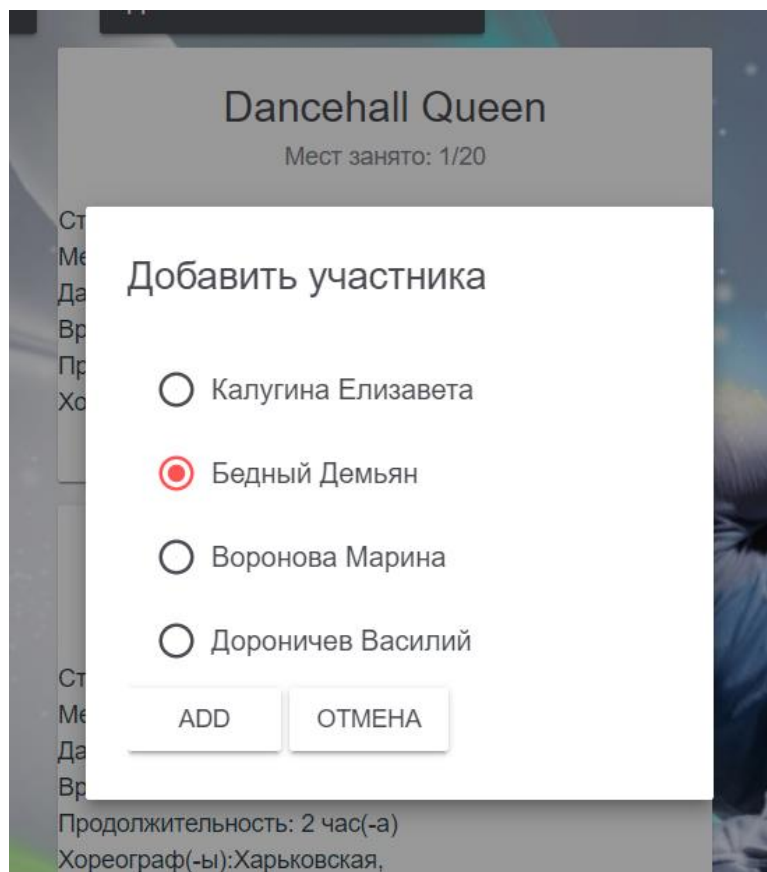 Dancehall Queen
Мест занято: 1/20
Добавить участника
Калугина Елизавета
Бедный Демьян
Воронова Марина
Дороничев Василий
ADD ОТМЕНА
Продолжительность: 2 час(-а)
Хореограф(-ы):Харьковская,